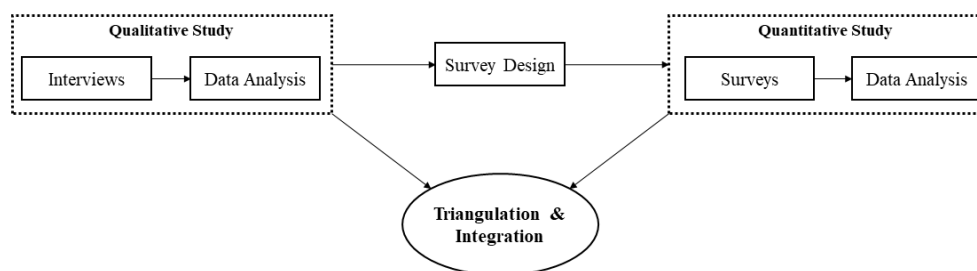 Qualitative Study
Interviews
Data Analysis
Survey Design
Quantitative Study
Surveys
Data Analysis
Triangulation &
Integration